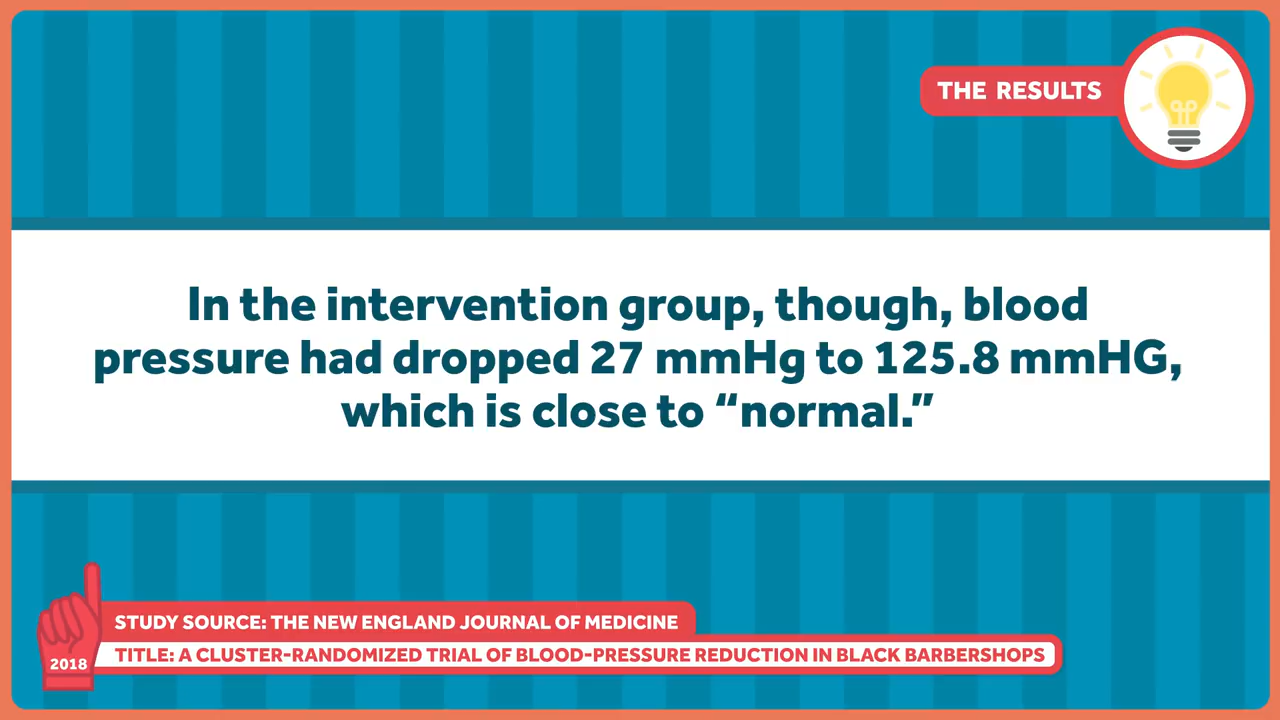 THE RESULTS
In the intervention group, though, blood
pressure had dropped 27 mmHg to 125.8 mmHG,
which is close to “normal.”
STUDY SOURCE: THE NEW ENGLAND JOURNAL OF MEDICINE
2018
TITLE: A CLUSTER-RANDOMIZED TRIAL OF BLOOD-PRESSURE REDUCTION IN BLACK BARBERSHOPS